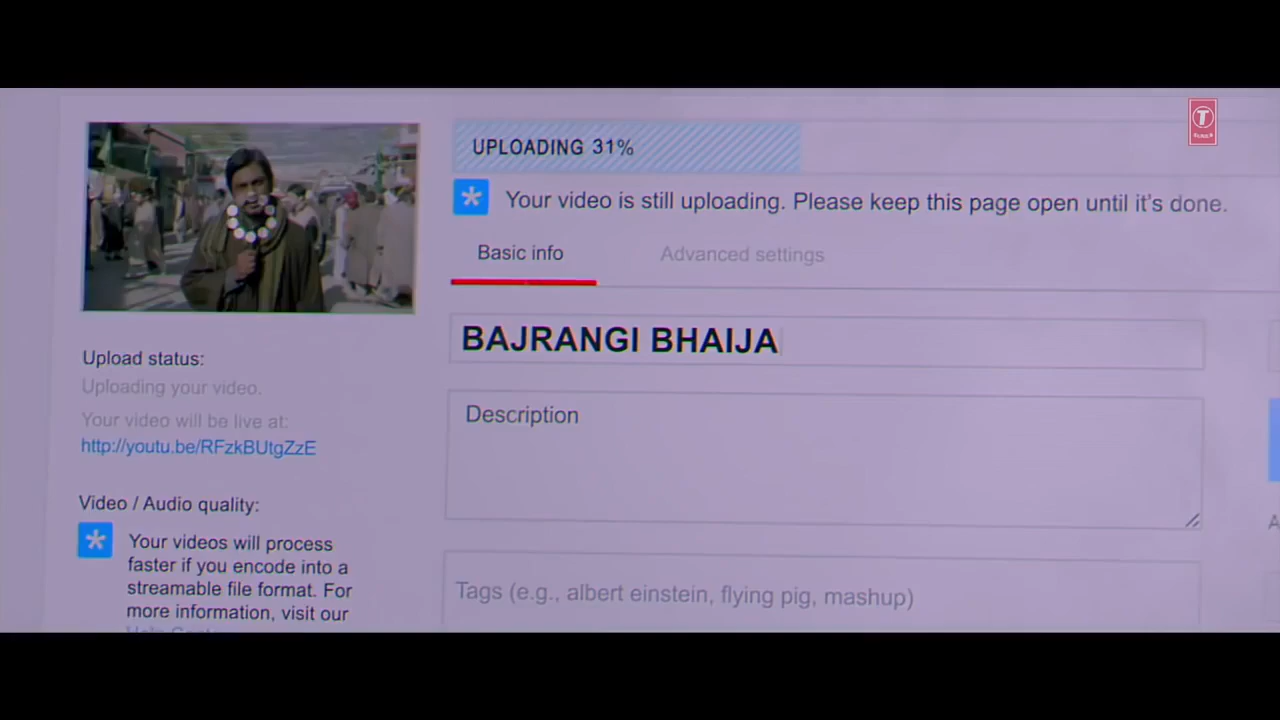 T
SERIES
UPLOADING 31%
Your video is still uploading. Please keep this page open until it's done.
Basic info
Advanced settings
BAJRANGI BHAIJA
Upload status:
Uploading your video.
Your video will be live at:
http://youtu.be/RFzkBUtgZzE
Description
Video / Audio quality:
Your videos will process
faster if you encode into a
streamable file format. For
more information, visit our
Tags (e.g., albert einstein, flying pig, mashup)